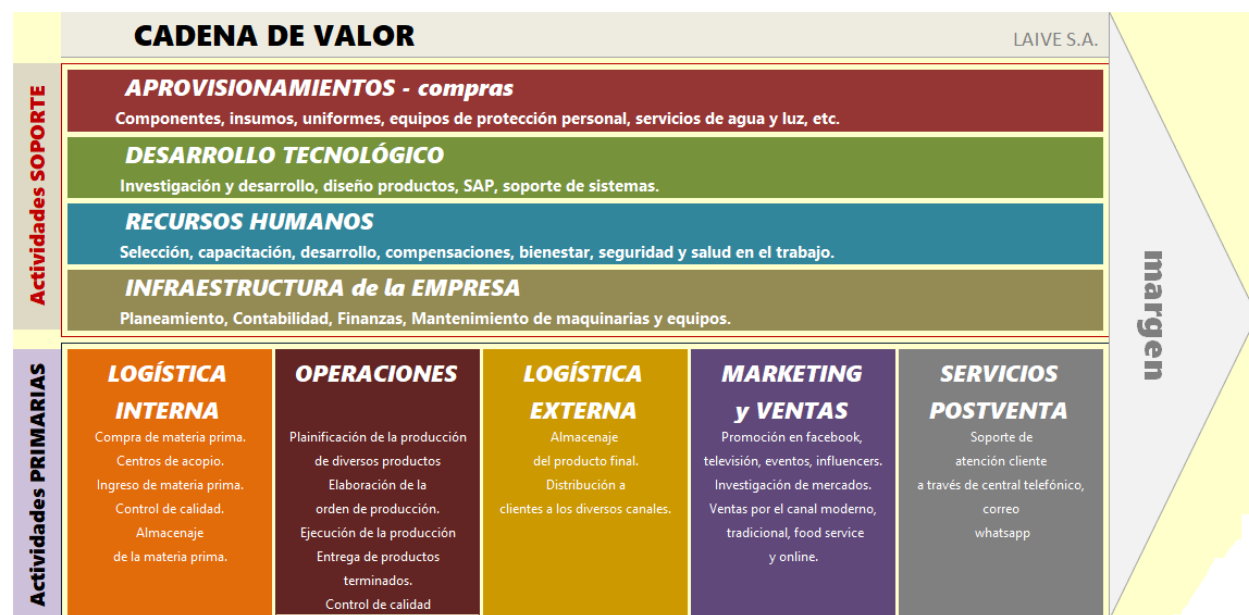 CADENA DE VALOR
LAIVE S.A.
Actividades SOPORTE
APROVISIONAMIENTOS - compras
Componentes, insumos, uniformes, equipos de protección personal, servicios de agua y luz, etc.
DESARROLLO TECNOLÓGICO
Investigación y desarrollo, diseño productos, SAP, soporte de sistemas.
RECURSOS HUMANOS
Selección, capacitación, desarrollo, compensaciones, bienestar, seguridad y salud en el trabajo.
INFRAESTRUCTURA de la EMPRESA
Planeamiento, Contabilidad, Finanzas, Mantenimiento de maquinarias y equipos.
margen
Actividades PRIMARIAS
LOGÍSTICA
INTERNA
Compra de materia prima.
Centros de acopio.
Ingreso de materia prima.
Control de calidad.
Almacenaje
de la materia prima.
OPERACIONES
Plainificación de la producción
de diversos productos
Elaboración de la
orden de producción.
Ejecución de la producción
Entrega de productos
terminados.
Control de calidad
LOGÍSTICA
EXTERNA
Almacenaje
del producto final.
Distribución a
clientes a los diversos canales.
MARKETING
y VENTAS
Promoción en facebook,
televisión, eventos, influencers.
Investigación de mercados.
Ventas por el canal moderno,
tradicional, food service
y online.
SERVICIOS
POSTVENTA
Soporte de
atención cliente
a través de central telefónico,
correo
whatsapp